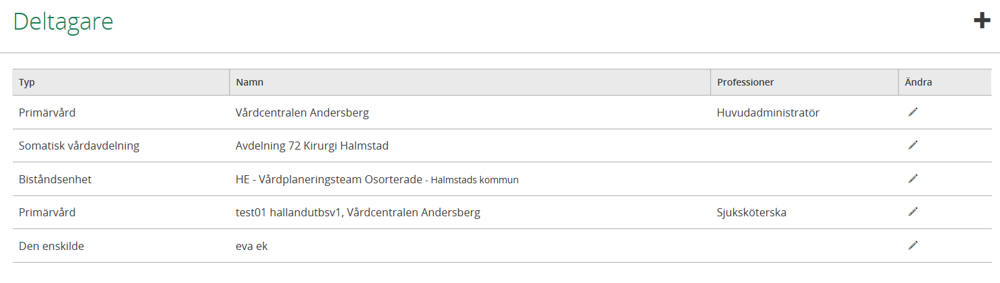 Deltagare
Typ Namn Professioner Ändra
Primärvård Vårdcentralen Andersberg Huvudadministratör
Somatisk vårdavdelning Avdelning 72 Kirurgi Halmstad
Biståndsenhet HE - Vårdplaneringsteam Osorterade - Halmstads kommun
Primärvård test01 hallandutbsv1, Vårdcentralen Andersberg Sjuksköterska
Den enskilde eva ek